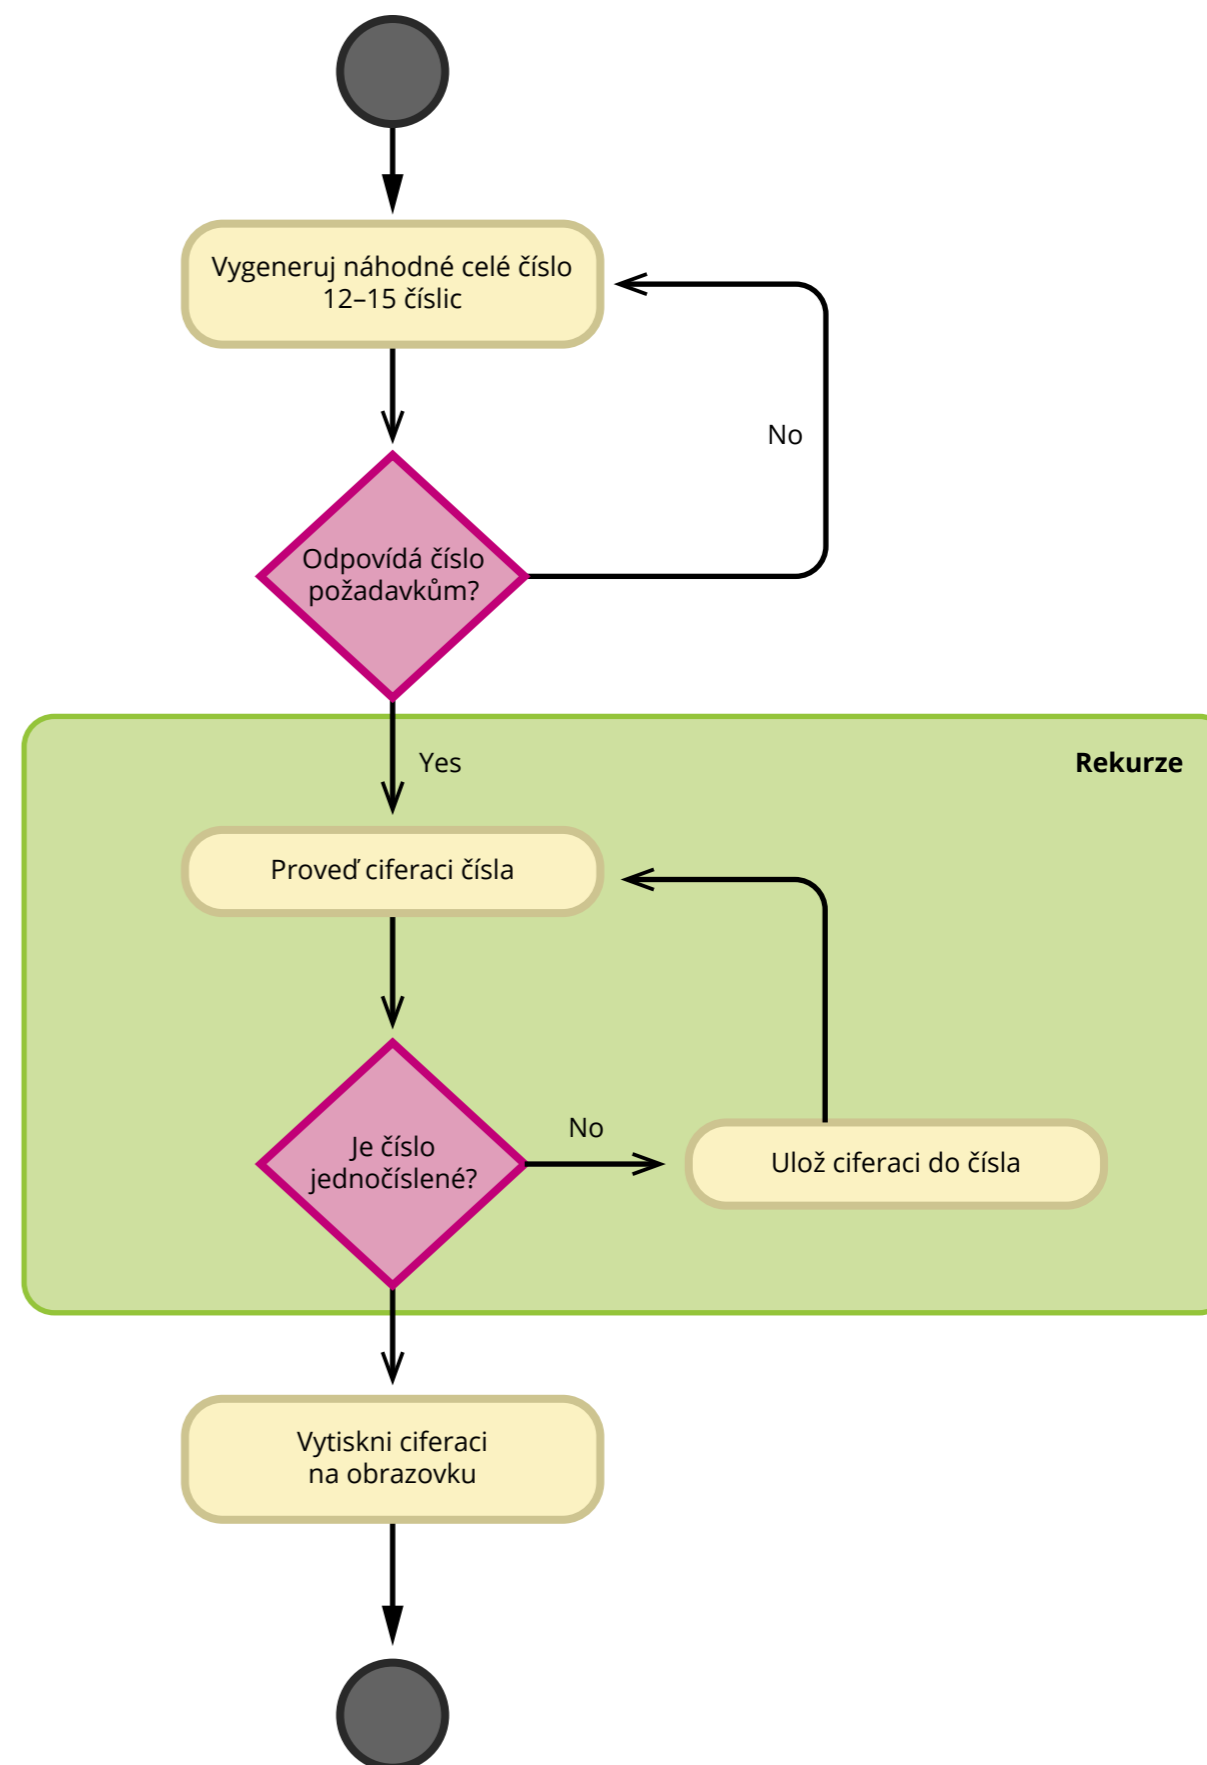 Vygeneruj náhodné celé číslo
12–15 číslic
No
Odpovídá číslo
požadavkům?
Yes
Rekurze
Proveď ciferaci čísla
No
Je číslo
jednočíslené?
Ulož ciferaci do čísla
Vytiskni ciferaci
na obrazovku